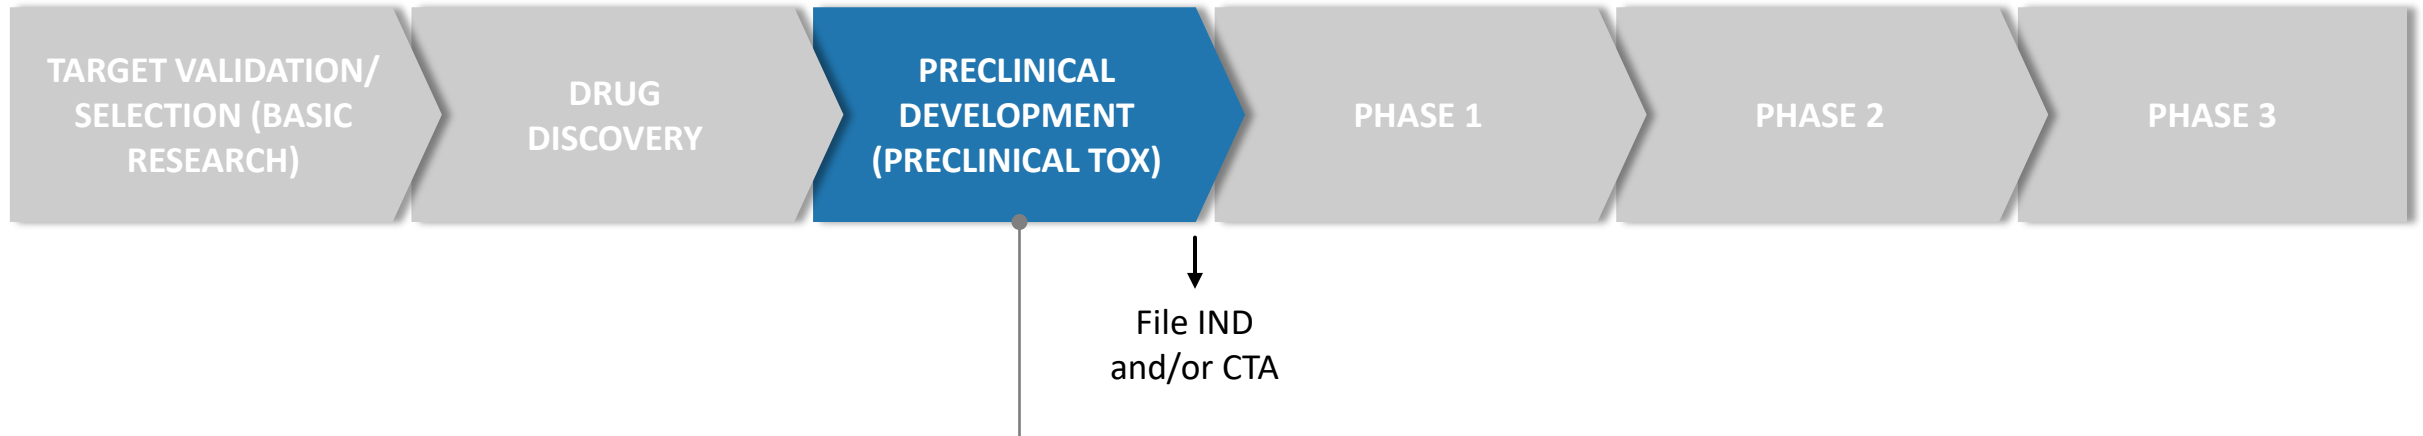 TARGET VALIDATION/
SELECTION (BASIC
RESEARCH)
DRUG
DISCOVERY
PRECLINICAL
DEVELOPMENT
(PRECLINICAL TOX)
PHASE 1
PHASE 2
PHASE 3
File IND
and/or CTA